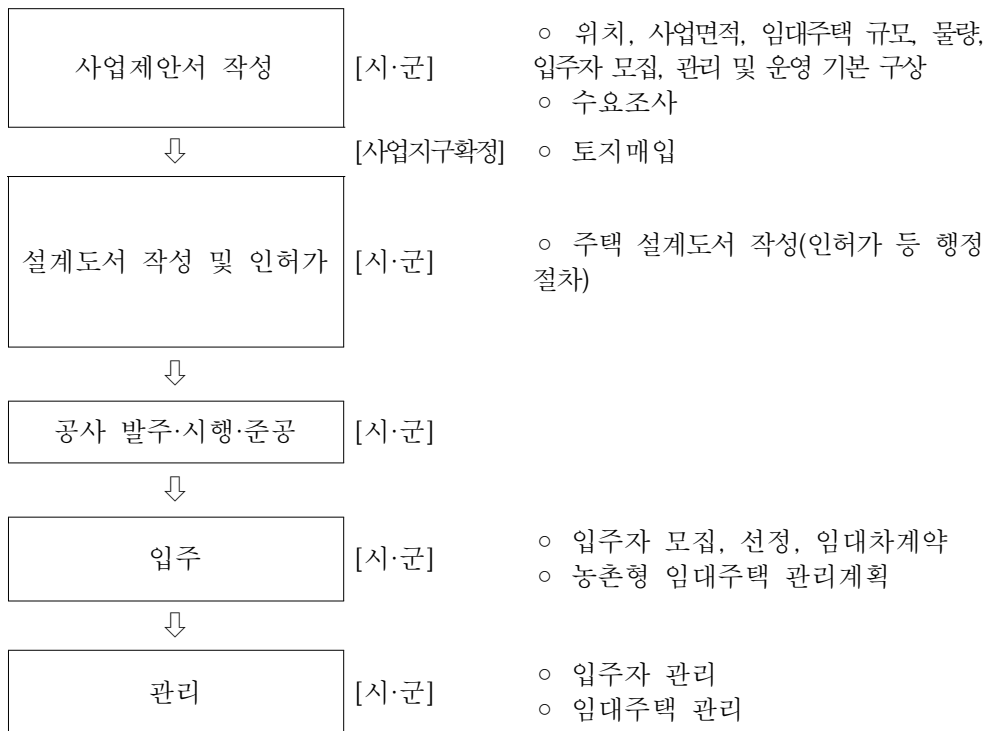 사업제안서 작성 [시·군] ○ 위치, 사업면적, 임대주택 규모, 물량,
입주자 모집, 관리 및 운영 기본 구상
○ 수요조사
⇩ [사업지구확정] ○ 토지매입
설계도서 작성 및 인허가 [시·군] ○ 주택 설계도서 작성(인허가 등 행정
절차)
⇩
공사 발주·시행·준공 [시·군]
⇩
입주 [시·군] ○ 입주자 모집, 선정, 임대차계약
○ 농촌형 임대주택 관리계획
⇩
관리 [시·군] ○ 입주자 관리
○ 임대주택 관리